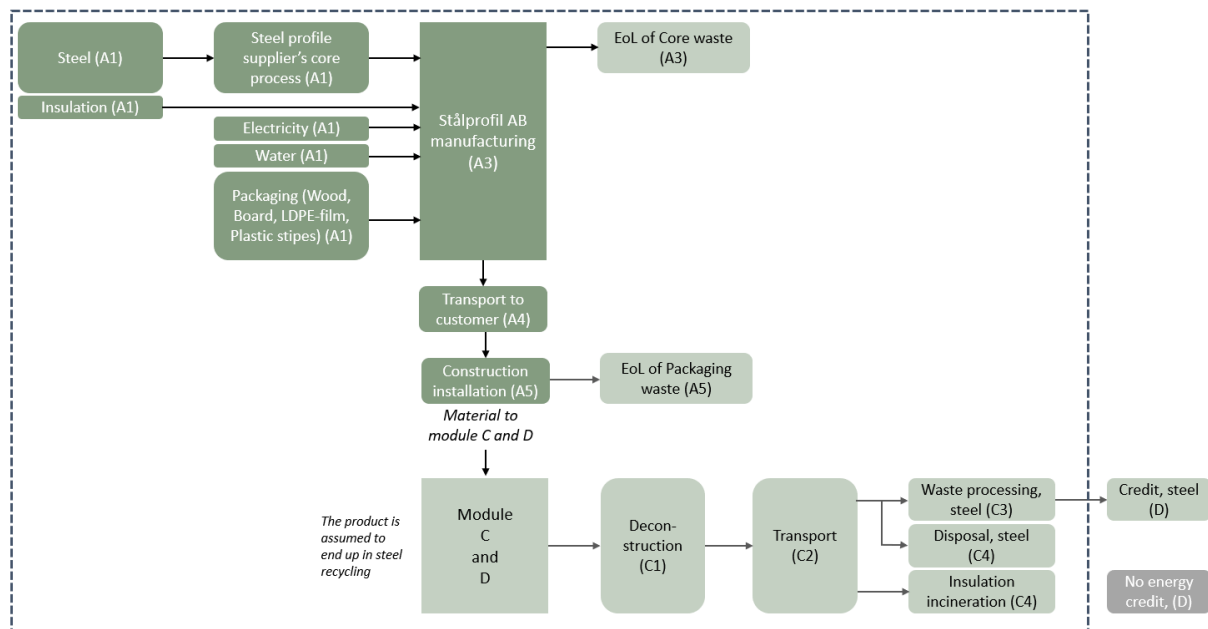 Steel (A1)
Steel profile
supplier's core
process (A1)
EoL of Core waste
(A3)
Insulation (A1)
Electricity (A1)
Water (A1)
Stålprofil AB
manufacturing
(A3)
Packaging (Wood,
Board, LDPE-film,
Plastic stipes) (A1)
Transport to
customer (A4)
Construction
installation (A5)
EoL of Packaging
waste (A5)
Material to
module C and D
The product is
assumed to
end up in steel
recycling
Module
C
and
D
Decon-
struction
(C1)
Transport
(C2)
Waste processing,
steel (C3)
Credit, steel
(D)
Disposal, steel
(C4)
Insulation
incineration (C4)
No energy
credit, (D)